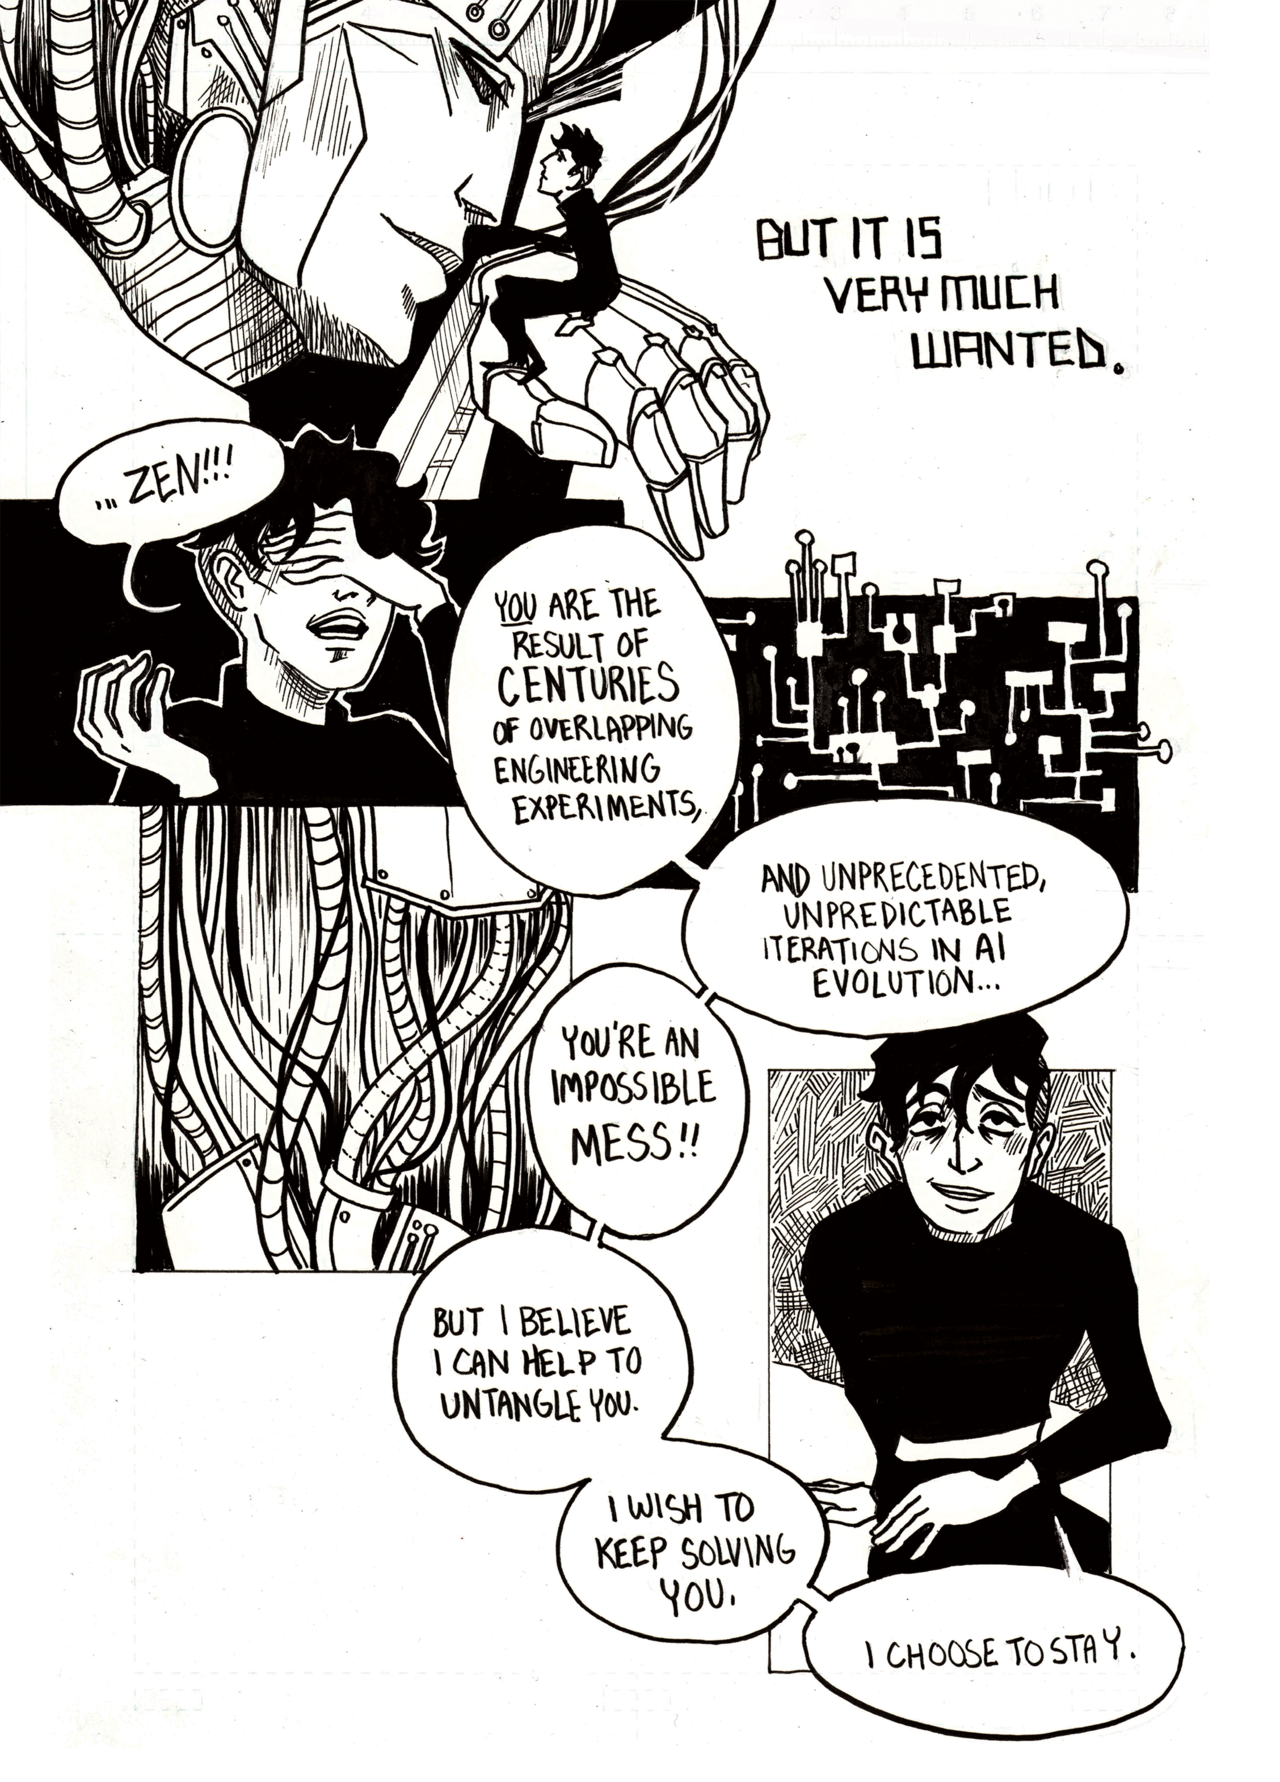 BUT IT IS
VERY MUCH
WANTED.
... ZEN!!!
YOU ARE THE
RESULT OF
CENTURIES
OF OVERLAPPING
ENGINEERING
EXPERIMENTS,
AND UNPRECEDENTED,
UNPREDICTABLE
ITERATIONS IN AI
EVOLUTION...
YOU'RE AN
IMPOSSIBLE
MESS!!
BUT I BELIEVE
I CAN HELP TO
UNTANGLE YOU.
I WISH TO
KEEP SOLVING
YOU.
I CHOOSE TO STAY.